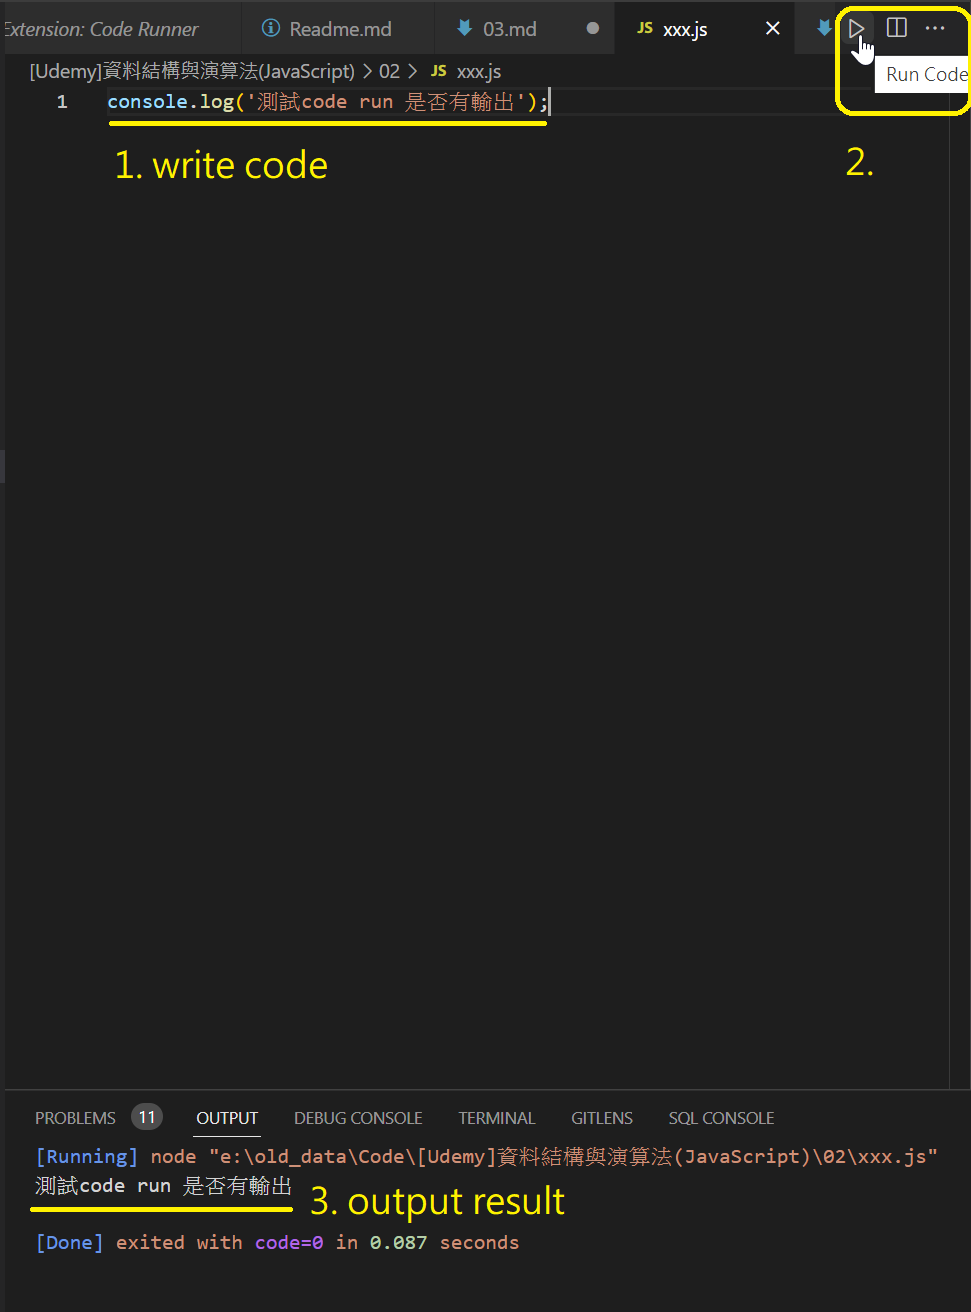 Extension: Code Runner
Readme.md
03.md
JS xxx.js
Run Code
[Udemy]資料結構與演算法(JavaScript) > 02 > JS xxx.js
1 console.log('測試code run 是否有輸出');
1. write code
2.
PROBLEMS 11 OUTPUT DEBUG CONSOLE TERMINAL GITLENS SQL CONSOLE
[Running] node "e:\old_data\Code\[Udemy]資料結構與演算法(JavaScript)\02\xxx.js"
測試code run 是否有輸出
3. output result
[Done] exited with code=0 in 0.087 seconds